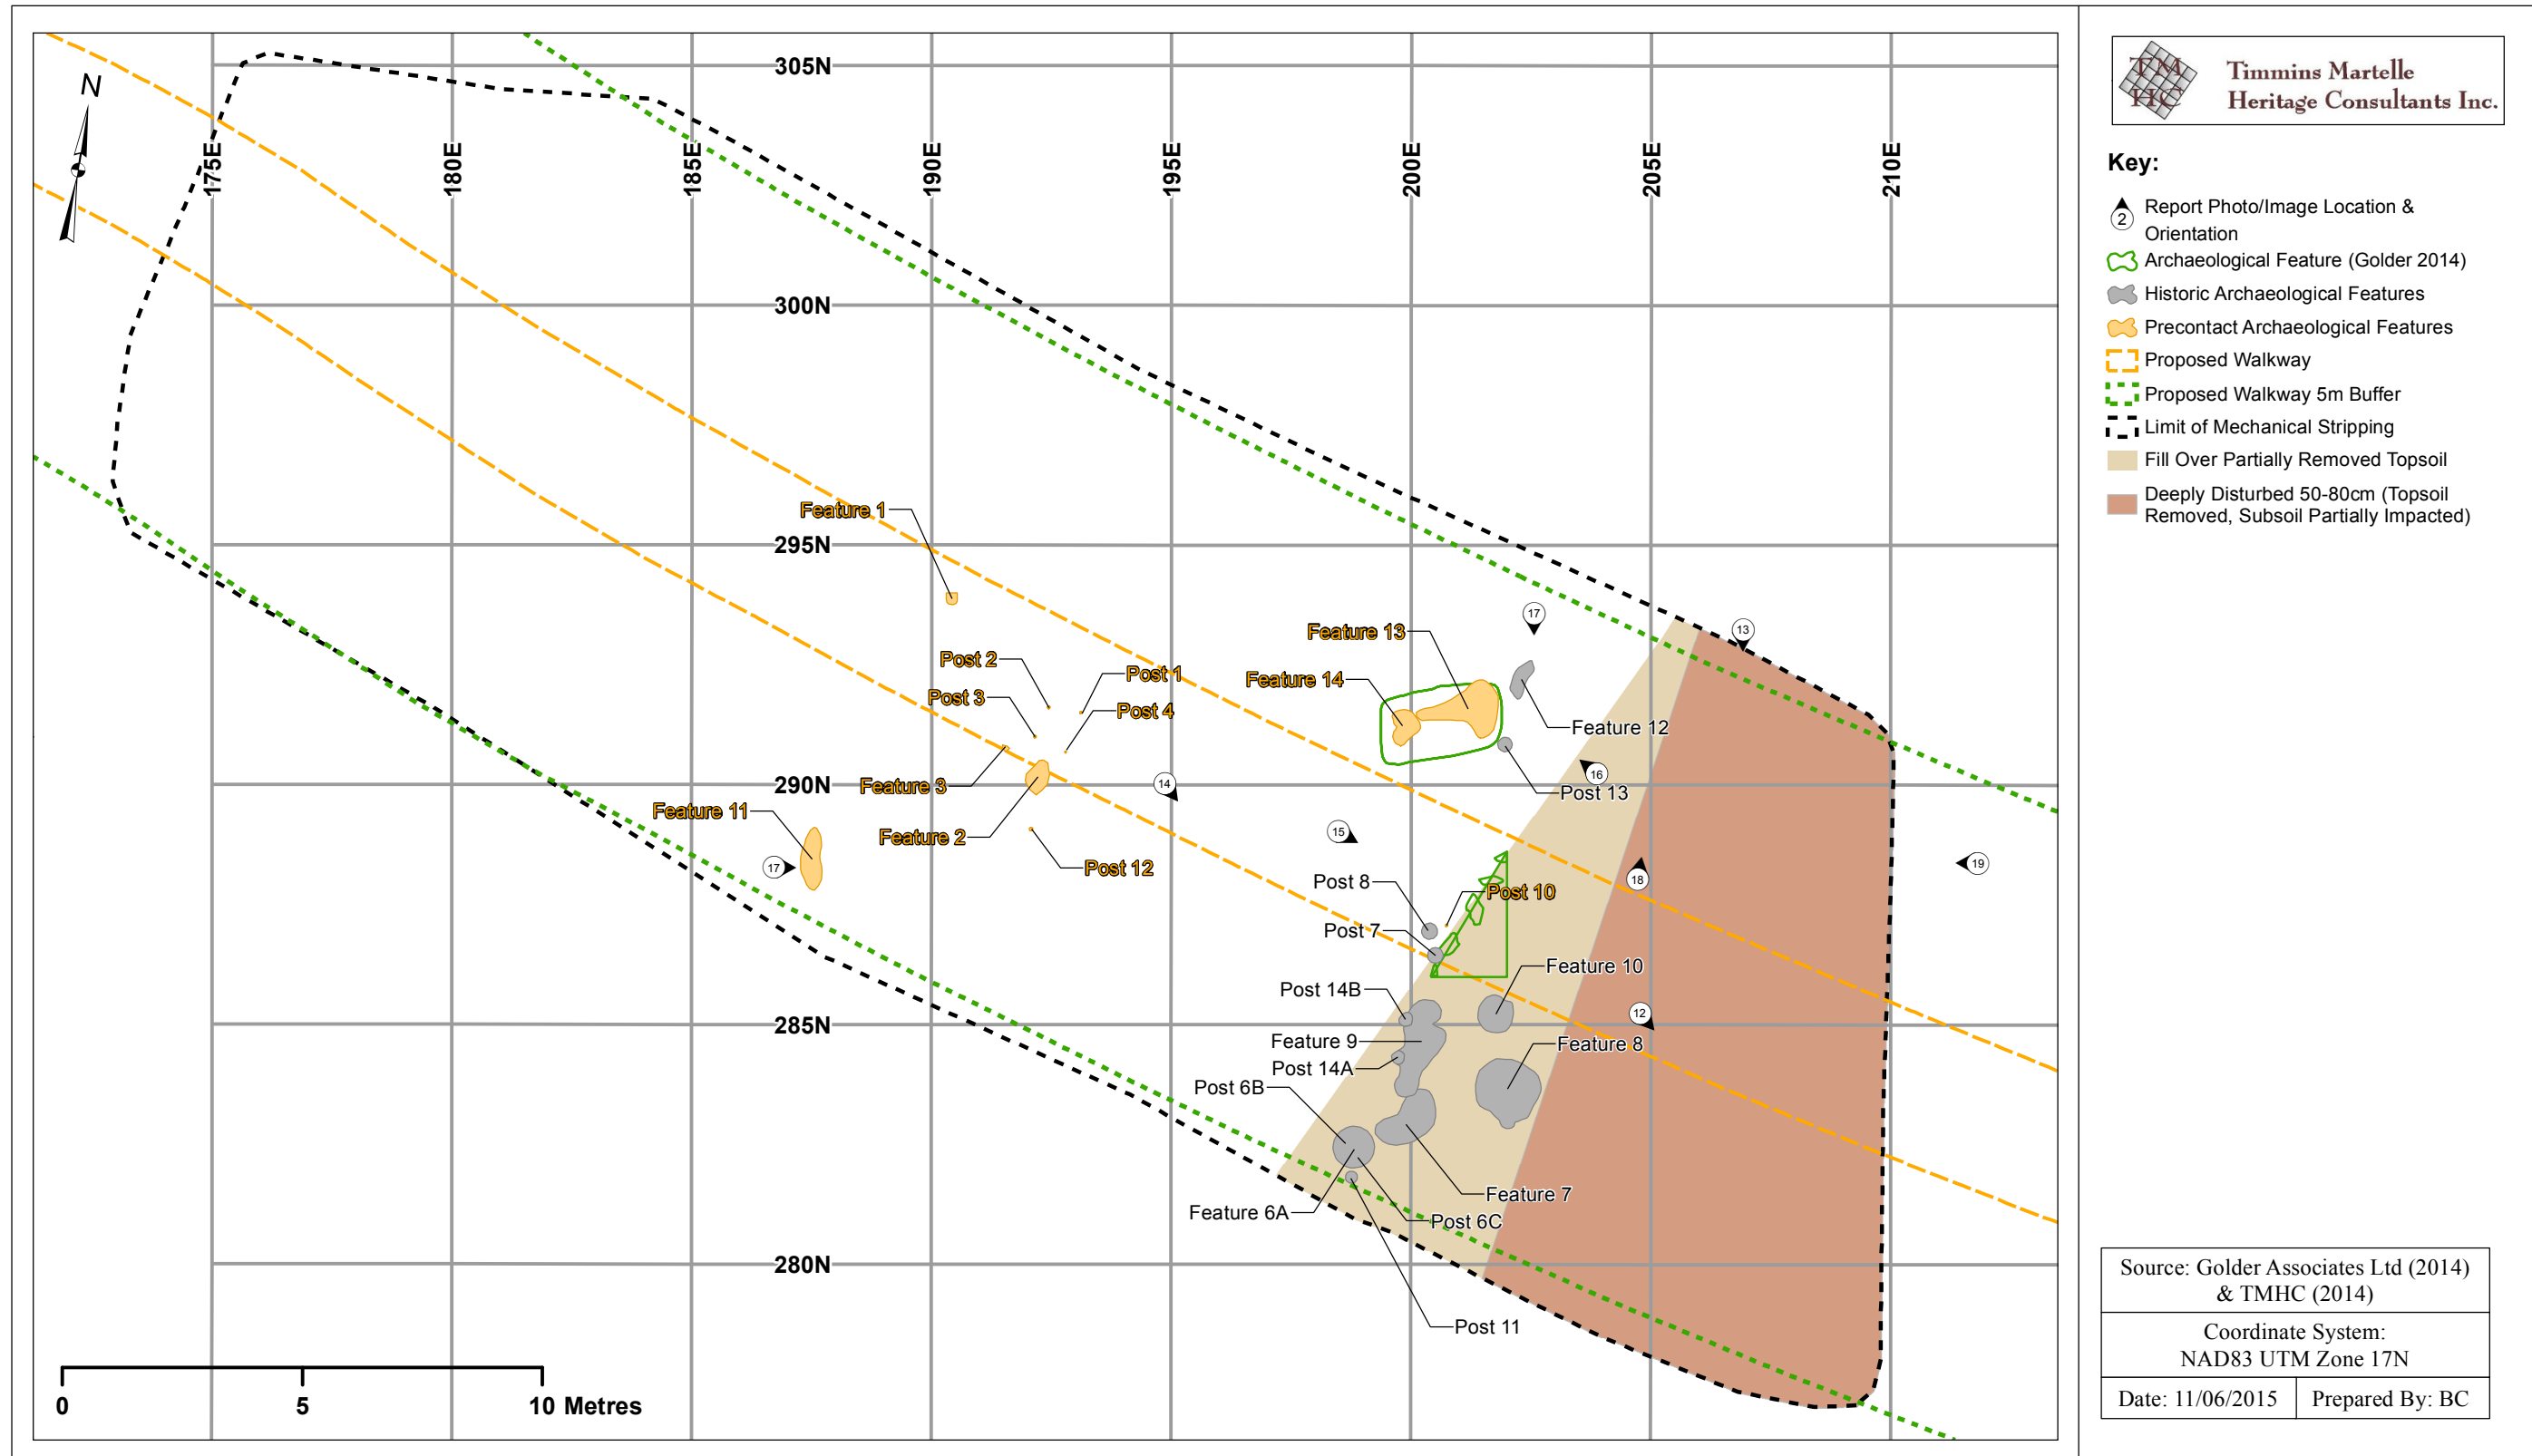 N
305N
175E
180E
185E
190E
195E
200E
205E
210E
300N
Feature 1
295N
17
13
Feature 13
Post 2
Post 1
Feature 14
Post 3
Post 4
Feature 12
16
Feature 3
290N
14
Post 13
Feature 11
Feature 2
15
17
Post 12
19
Post 8
18
Post 10
Post 7
Feature 10
Post 14B
12
285N
Feature 9
Feature 8
Post 14A
Post 6B
Feature 7
Feature 6A
Post 6C
280N
Post 11
0
5
10 Metres
TM
HC
Timmins Martelle
Heritage Consultants Inc.
Key:
2
Report Photo/Image Location &
Orientation
Archaeological Feature (Golder 2014)
Historic Archaeological Features
Precontact Archaeological Features
Proposed Walkway
Proposed Walkway 5m Buffer
Limit of Mechanical Stripping
Fill Over Partially Removed Topsoil
Deeply Disturbed 50-80cm (Topsoil
Removed, Subsoil Partially Impacted)
Source: Golder Associates Ltd (2014)
& TMHC (2014)
Coordinate System:
NAD83 UTM Zone 17N
Date: 11/06/2015
Prepared By: BC